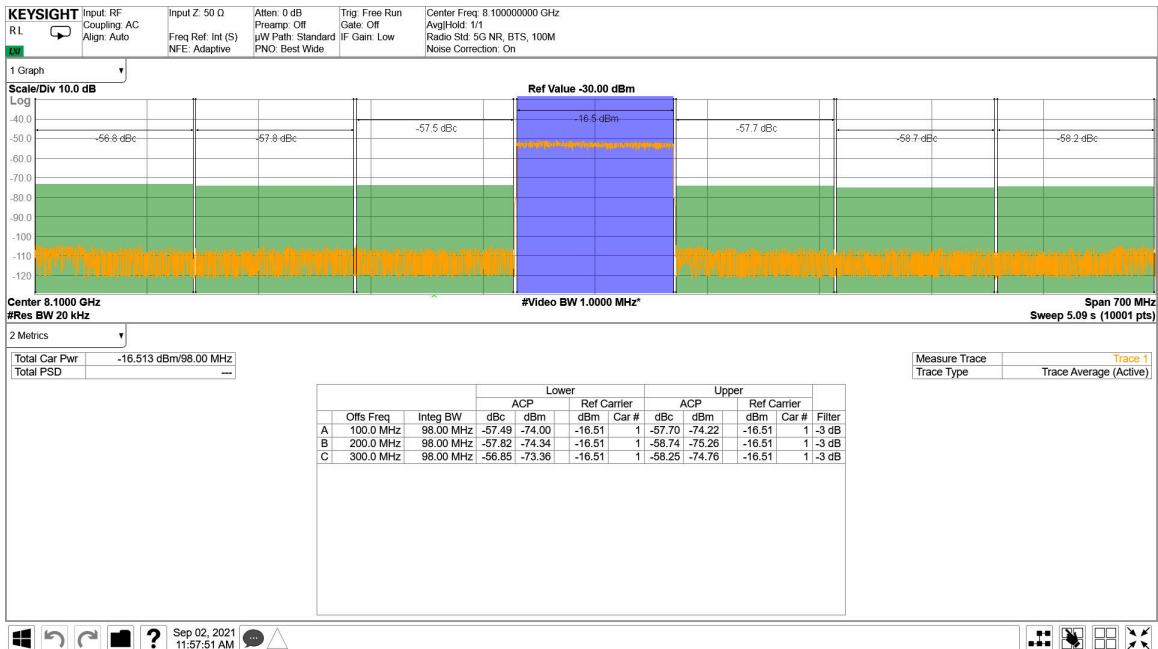 KEYSIGHT Input: RF Input Z: 50 Ω Atten: 0 dB Trig: Free Run Center Freq: 8.100000000 GHz
RL Coupling: AC Preamp: Off Gate: Off Avg|Hold: 1/1
Align: Auto Freq Ref: Int (S) µW Path: Standard IF Gain: Low Radio Std: 5G NR, BTS, 100M
LXI NFE: Adaptive PNO: Best Wide Noise Correction: On
1 Graph
Scale/Div 10.0 dB Ref Value -30.00 dBm
Log
-40.0 -16.5 dBm
-57.5 dBc -57.7 dBc
-50.0 -56.8 dBc -57.8 dBc -58.7 dBc -58.2 dBc
-60.0
-70.0
-80.0
-90.0
-100
-110
-120
Center 8.1000 GHz #Video BW 1.0000 MHz* Span 700 MHz
#Res BW 20 kHz Sweep 5.09 s (10001 pts)
2 Metrics
Total Car Pwr -16.513 dBm/98.00 MHz Measure Trace Trace 1
Total PSD --- Trace Type Trace Average (Active)
Lower Upper
ACP Ref Carrier ACP Ref Carrier
Offs Freq Integ BW dBc dBm dBm Car # dBc dBm dBm Car # Filter
A 100.0 MHz 98.00 MHz -57.49 -74.00 -16.51 1 -57.70 -74.22 -16.51 1 -3 dB
B 200.0 MHz 98.00 MHz -57.82 -74.34 -16.51 1 -58.74 -75.26 -16.51 1 -3 dB
C 300.0 MHz 98.00 MHz -56.85 -73.36 -16.51 1 -58.25 -74.76 -16.51 1 -3 dB
? Sep 02, 2021
11:57:51 AM